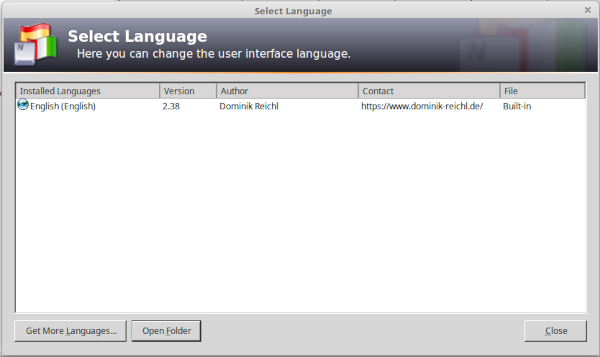 Select Language
Select Language
Here you can change the user interface language.
Installed Languages Version Author Contact File
English (English) 2.38 Dominik Reichl https://www.dominik-reichl.de/ Built-in
Get More Languages... Open Folder Close